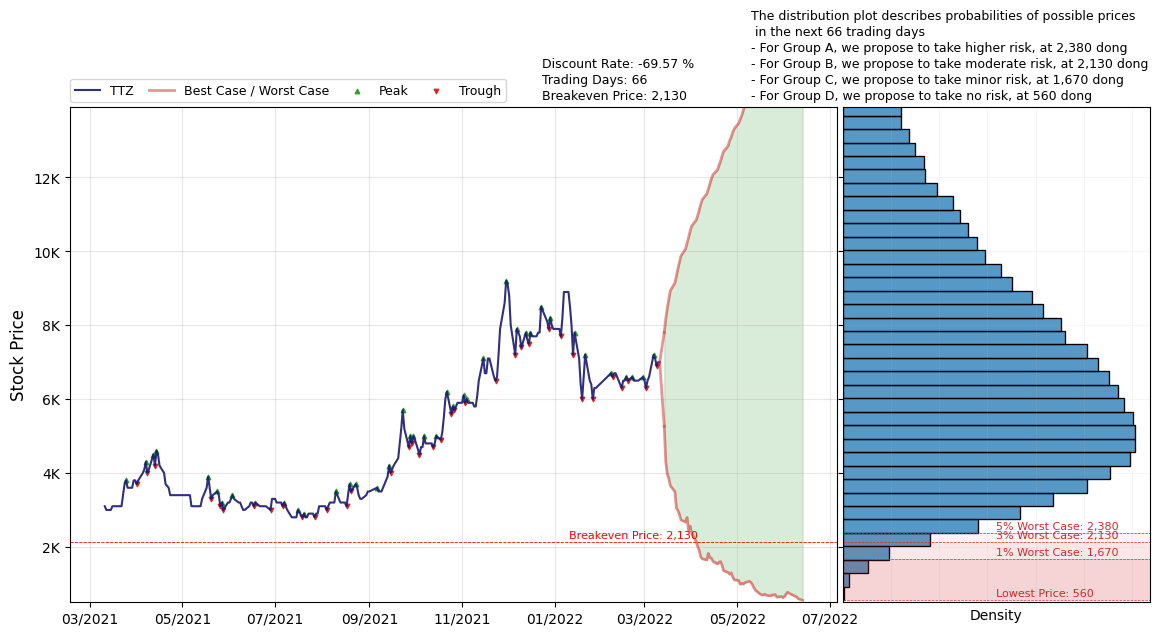 The distribution plot describes probabilities of possible prices
in the next 66 trading days
- For Group A, we propose to take higher risk, at 2,380 dong
- For Group B, we propose to take moderate risk, at 2,130 dong
- For Group C, we propose to take minor risk, at 1,670 dong
- For Group D, we propose to take no risk, at 560 dong
Discount Rate: -69.57 %
Trading Days: 66
Breakeven Price: 2,130
TTZ Best Case / Worst Case Peak Trough
Stock Price
12K
10K
8K
6K
4K
2K
Breakeven Price: 2,130
5% Worst Case: 2,380
3% Worst Case: 2,130
1% Worst Case: 1,670
Lowest Price: 560
03/2021 05/2021 07/2021 09/2021 11/2021 01/2022 03/2022 05/2022 07/2022
Density